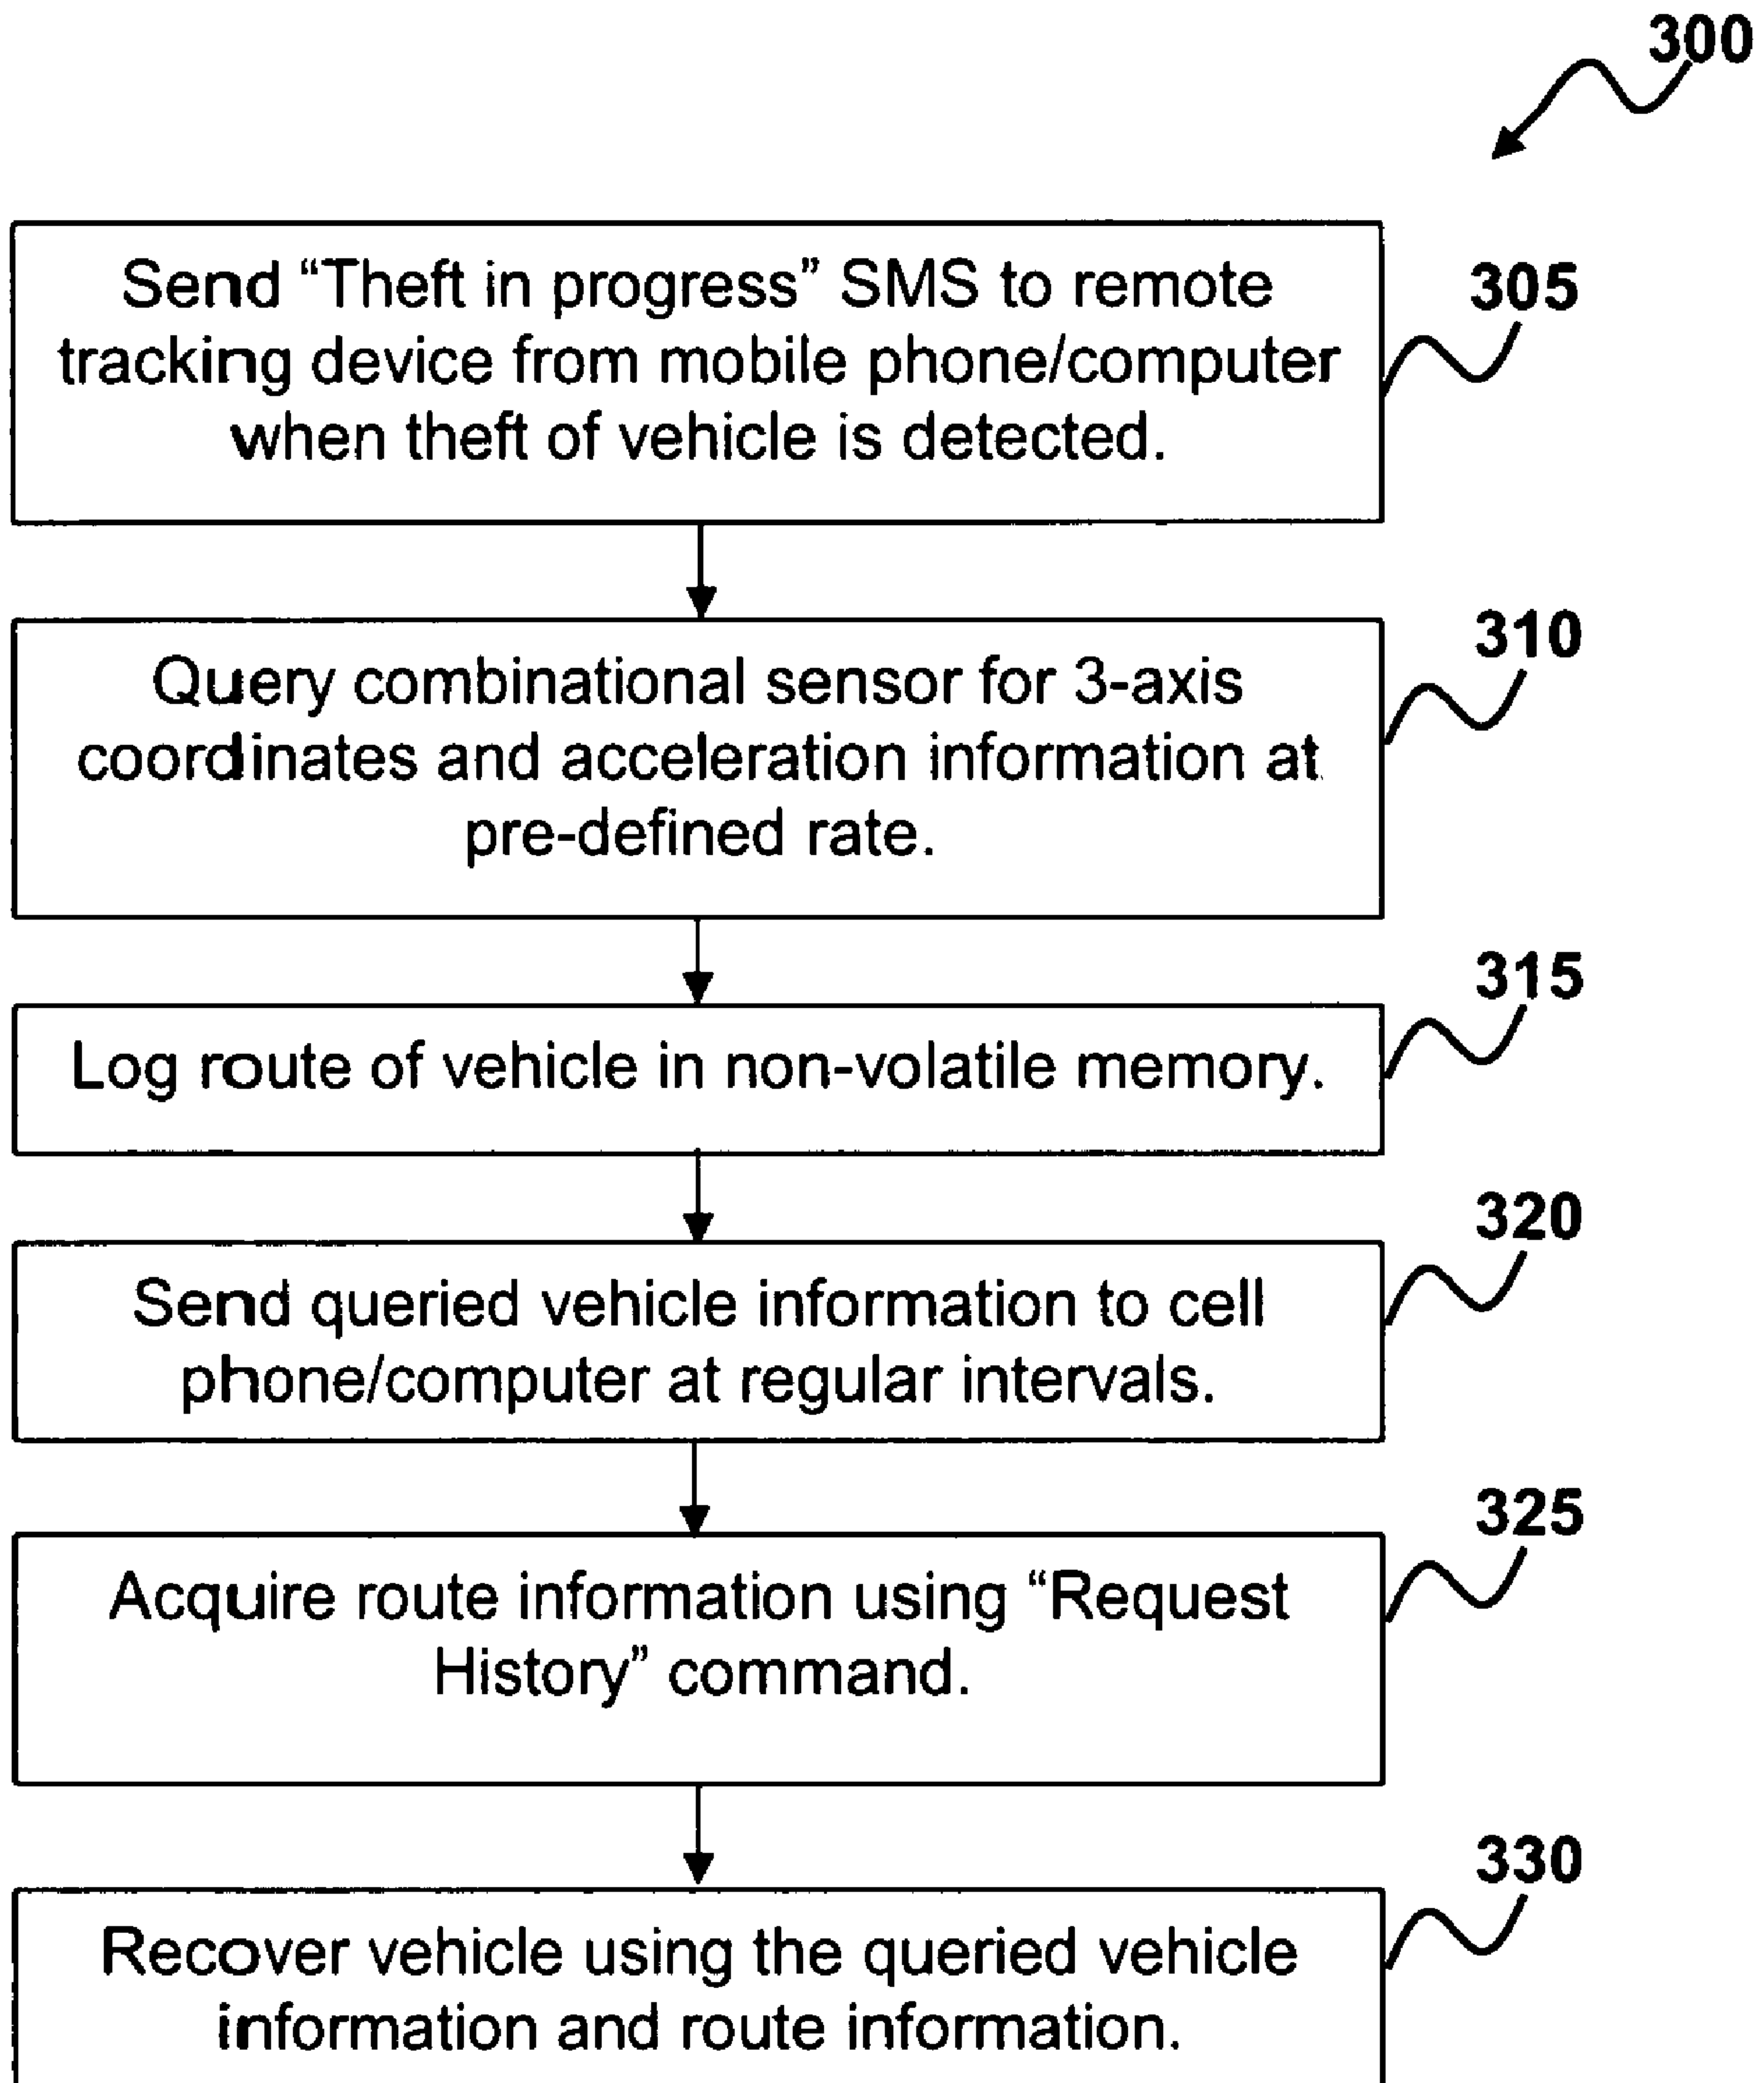 300
Send “Theft in progress” SMS to remote
tracking device from mobile phone/computer
when theft of vehicle is detected.
305
Query combinational sensor for 3-axis
coordinates and acceleration information at
pre-defined rate.
310
Log route of vehicle in non-volatile memory.
315
Send queried vehicle information to cell
phone/computer at regular intervals.
320
Acquire route information using “Request
History” command.
325
Recover vehicle using the queried vehicle
information and route information.
330